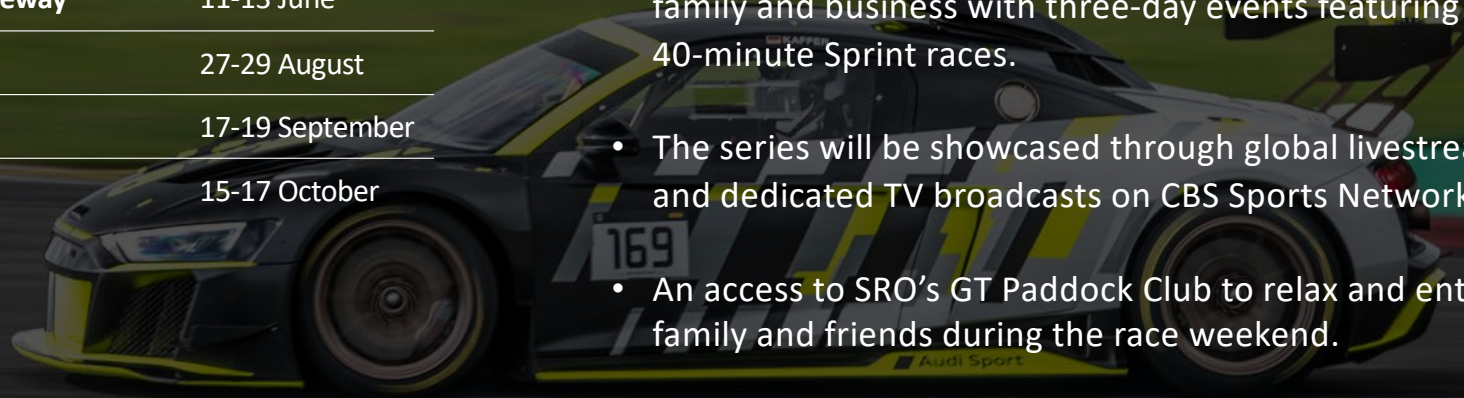 11-13 June
27-29 August
17-19 September
15-17 October
family and business with three-day events featuring
40-minute Sprint races.
• The series will be showcased through global
and dedicated TV broadcasts on CBS Sports Network
• An access to SRO’s GT Paddock Club to relax and
family and friends during the race weekend.
KAFFER
169
Audi Sport